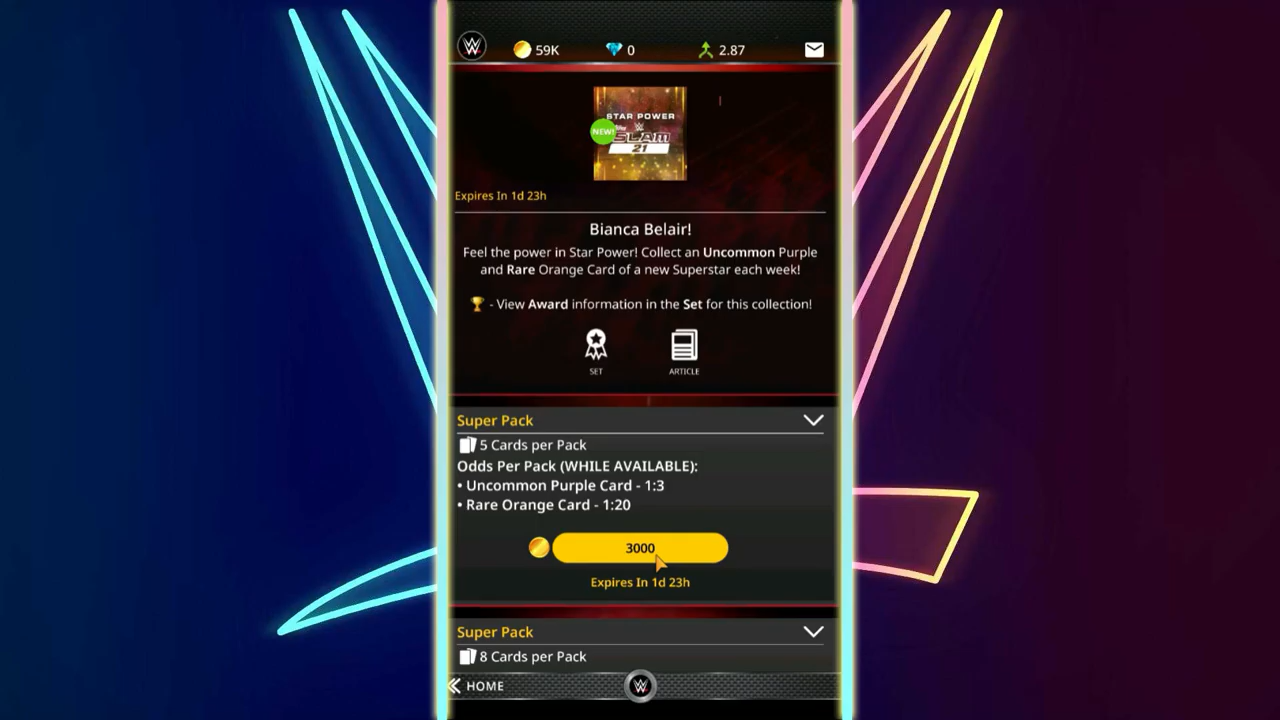 59K
0
2.87
STAR POWER
NEW!
Topps
SLAM
21
Expires In 1d 23h
Bianca Belair!
Feel the power in Star Power! Collect an Uncommon Purple
and Rare Orange Card of a new Superstar each week!
- View Award information in the Set for this collection!
SET
ARTICLE
Super Pack
5 Cards per Pack
Odds Per Pack (WHILE AVAILABLE):
• Uncommon Purple Card - 1:3
• Rare Orange Card - 1:20
3000
Expires In 1d 23h
Super Pack
8 Cards per Pack
HOME